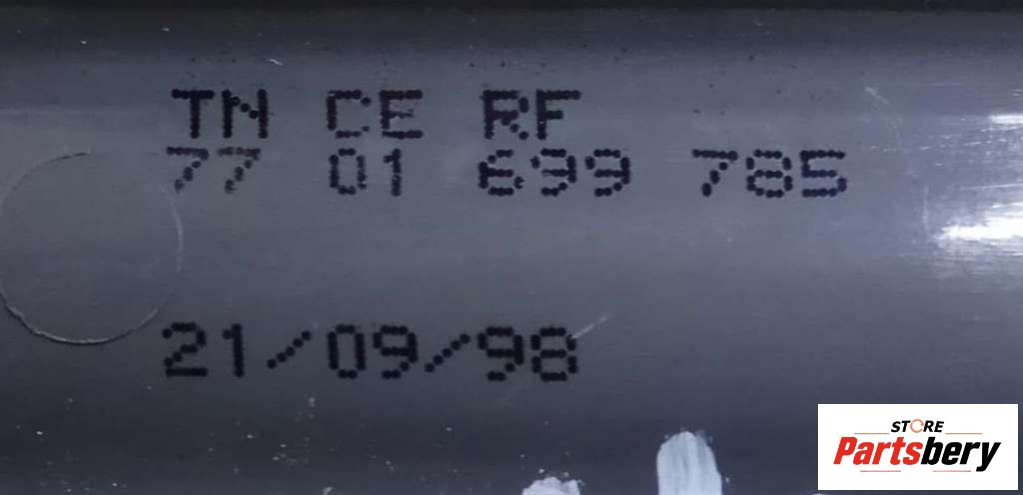 TN CE RF
77 01 699 785
21/09/98
STORE
Partsbery